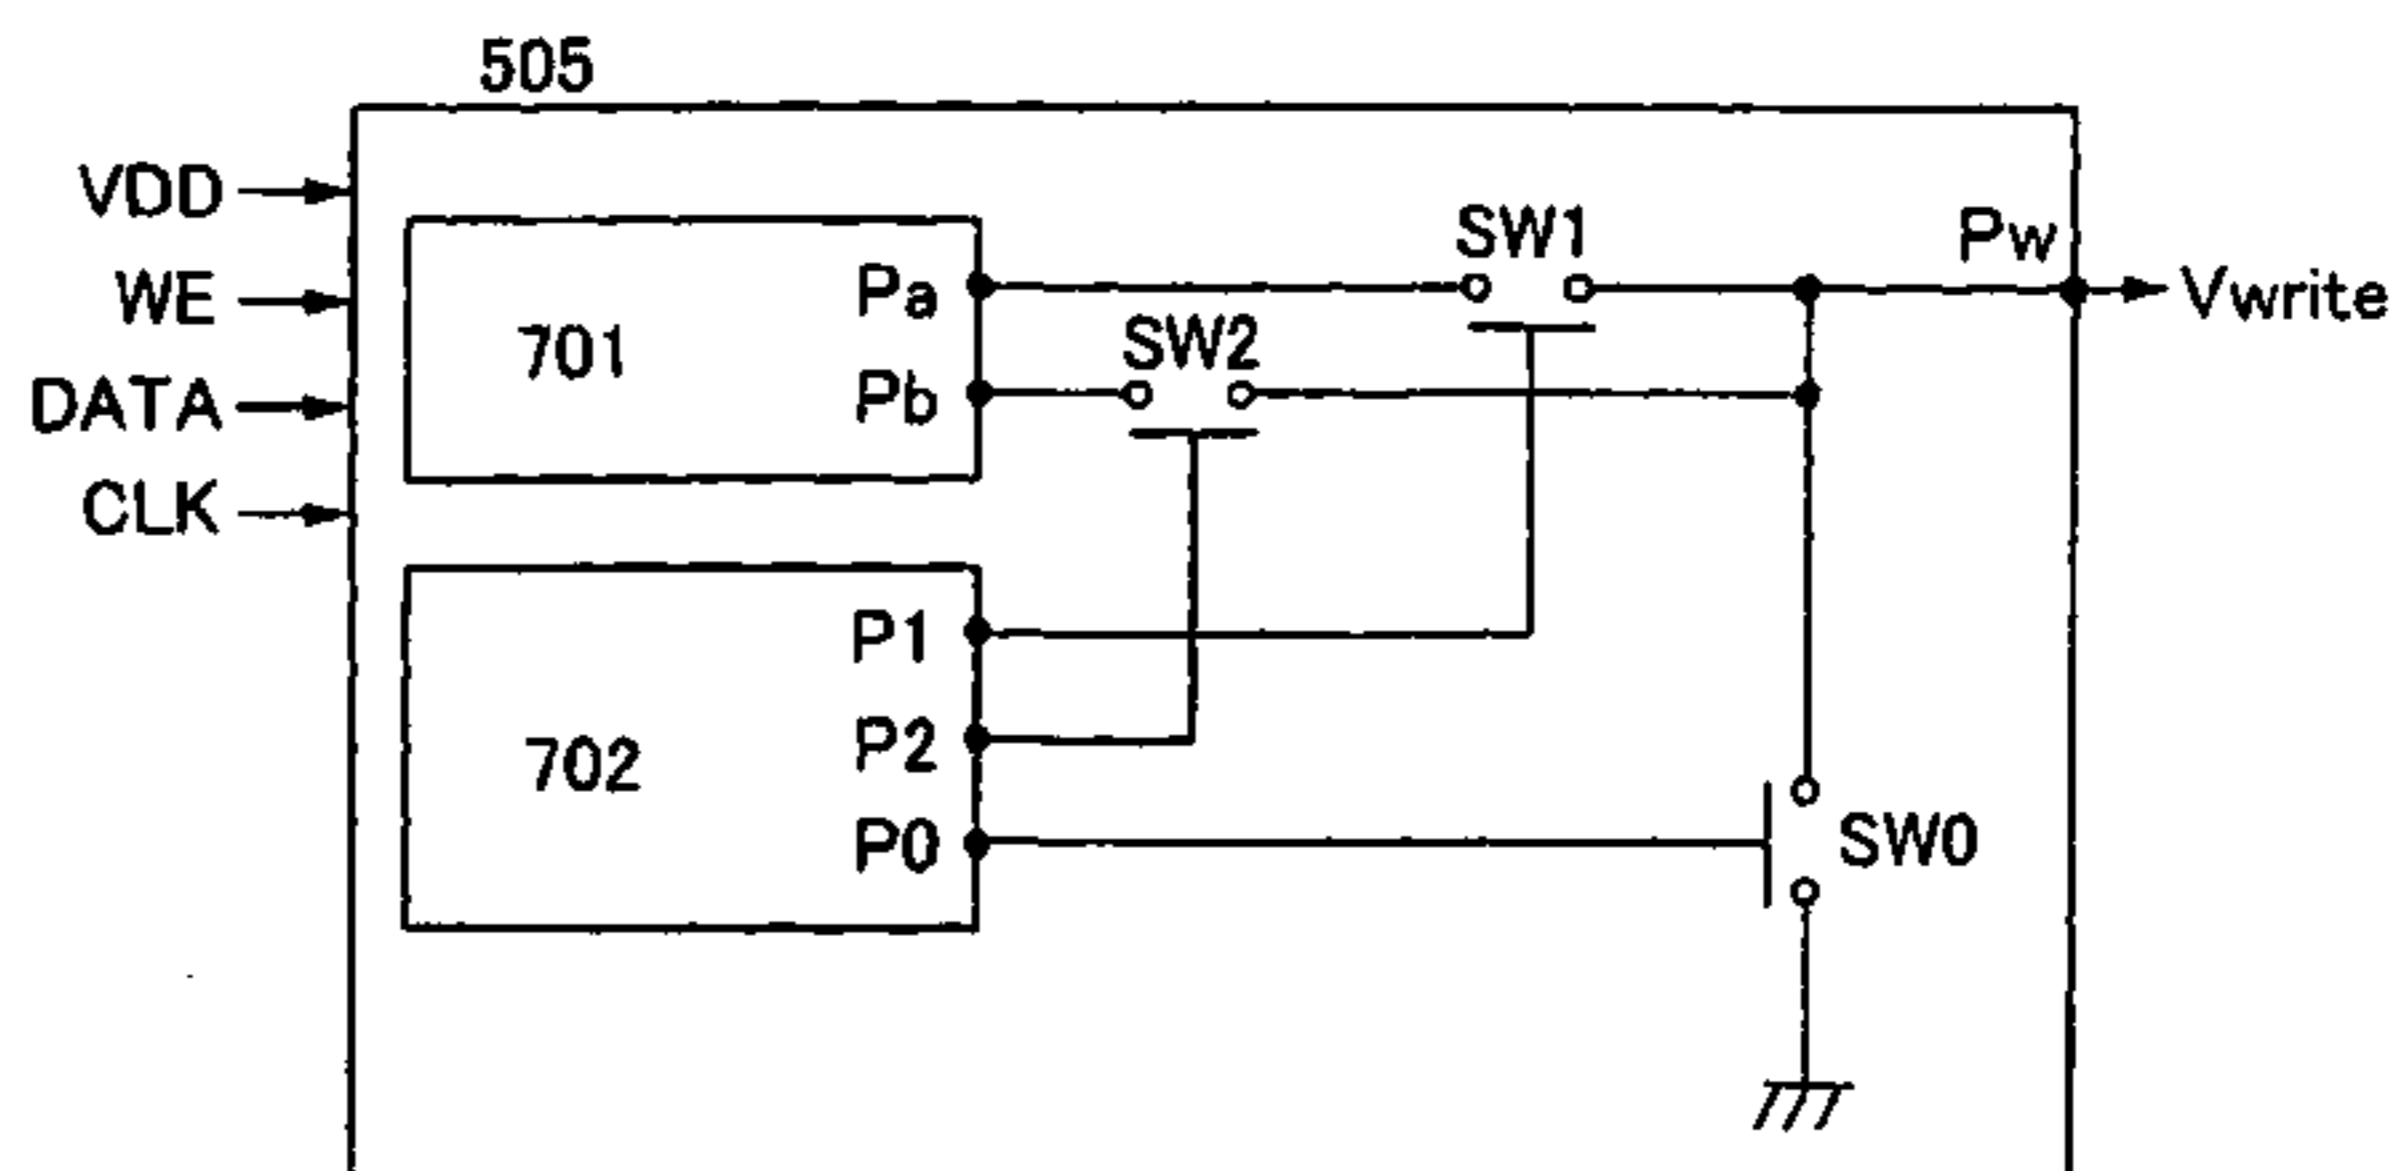 505
VDD
WE
DATA
CLK
Pa
701
Pb
SW1
SW2
Pw
Vwrite
P1
P2
702
P0
SW0